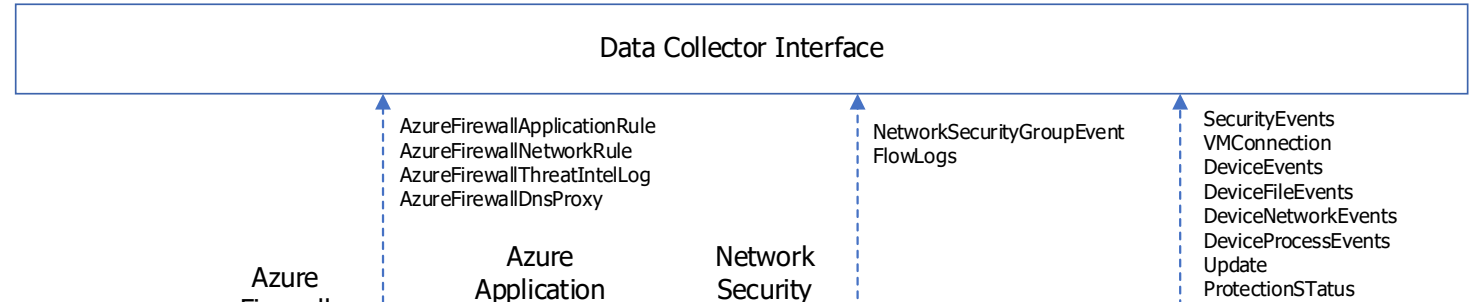 Data Collector Interface
AzureFirewallApplicationRule
AzureFirewallNetworkRule
AzureFirewallThreatIntelLog
AzureFirewallDnsProxy
NetworkSecurityGroupEvent
FlowLogs
SecurityEvents
VMConnection
DeviceEvents
DeviceFileEvents
DeviceNetworkEvents
DeviceProcessEvents
Update
ProtectionSTatus
Azure
Azure
Application
Network
Security